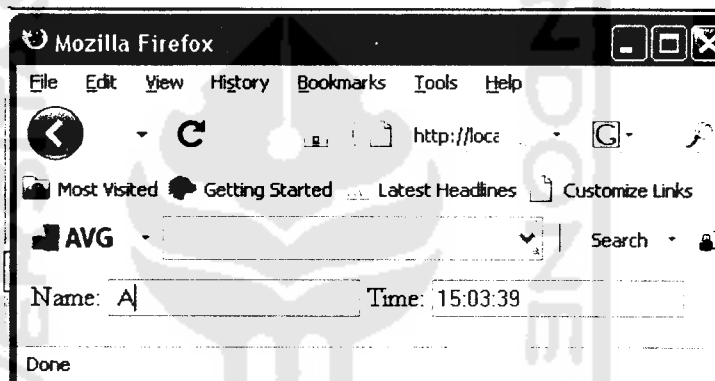 Mozilla Firefox
File Edit View History Bookmarks Tools Help
http://loca G
Most Visited Getting Started Latest Headlines Customize Links
AVG Search
Name: A Time: 15:03:39
Done